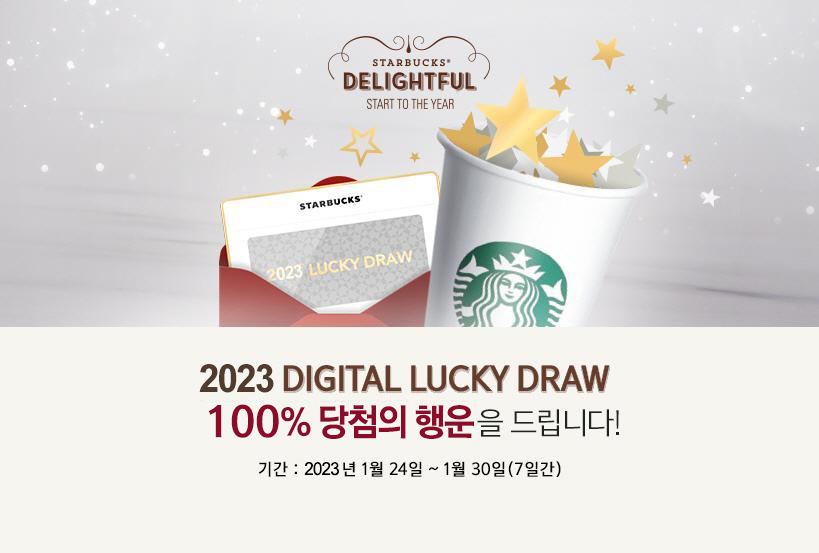 STARBUCKS®
DELIGHTFUL
START TO THE YEAR
STARBUCKS®
2023 LUCKY DRAW
2023 DIGITAL LUCKY DRAW
100% 당첨의 행운을 드립니다!
기간 : 2023년 1월 24일 ~ 1월 30일(7일간)